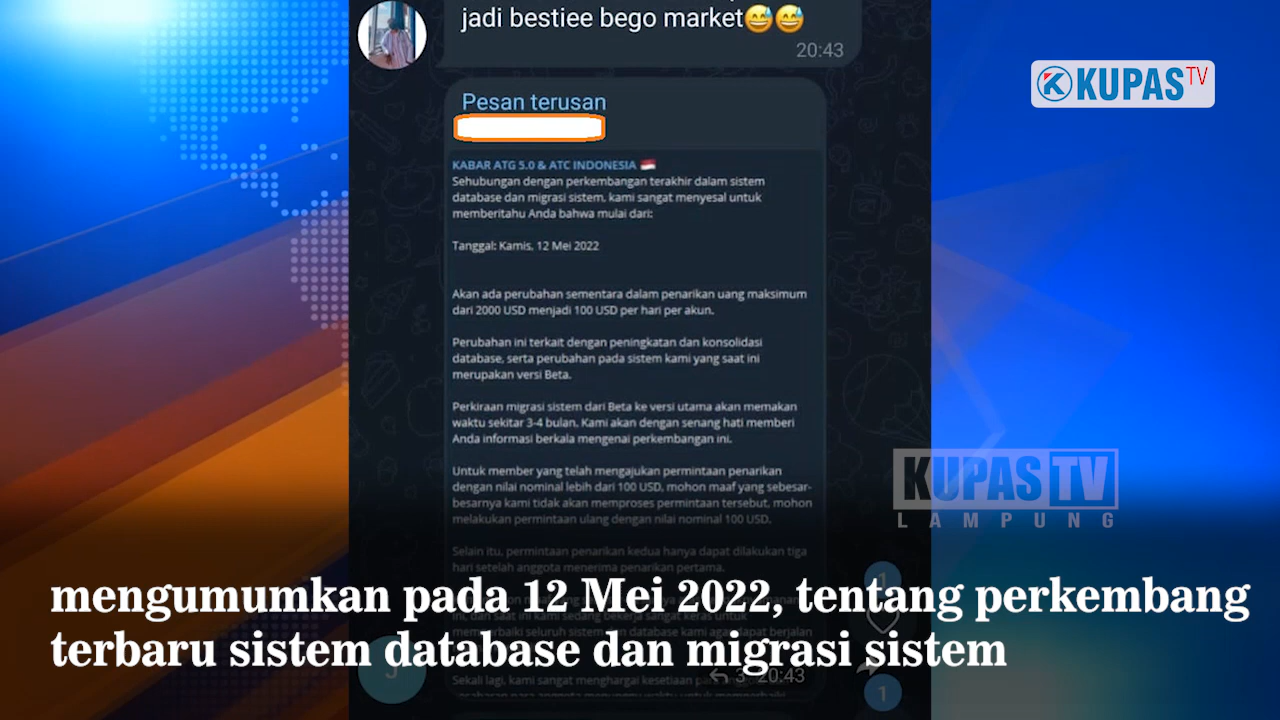 jadi bestiee bego market😅😅
20:43
KUPAS TV
Pesan terusan
KABAR ATG 5.0 & ATC INDONESIA 🇮🇩
Sehubungan dengan perkembangan terakhir dalam sistem
database dan migrasi sistem, kami sangat menyesal untuk
memberitahu Anda bahwa mulai dari:
Tanggal: Kamis, 12 Mei 2022
Akan ada perubahan sementara dalam penarikan uang maksimum
dari 2000 USD menjadi 100 USD per hari per akun.
Perubahan ini terkait dengan peningkatan dan konsolidasi
database, serta perubahan pada sistem kami yang saat ini
merupakan versi Beta.
Perkiraan migrasi sistem dari Beta ke versi utama akan memakan
waktu sekitar 3-4 bulan. Kami akan dengan senang hati memberi
Anda informasi berkala mengenai perkembangan ini.
Untuk member yang telah mengajukan permintaan penarikan
dengan nilai nominal lebih dari 100 USD, mohon maaf yang sebesar-
besarnya kami tidak akan memproses permintaan tersebut, mohon
melakukan permintaan ulang dengan nilai nominal 100 USD.
KUPAS TV
LAMPUNG
Selain itu, permintaan penarikan kedua hanya dapat dilakukan tiga
hari setelah anggota menerima penarikan pertama.
mengumumkan pada 12 Mei 2022, tentang perkembang
terbaru sistem database dan migrasi sistem
Sekali lagi, kami sangat menghargai kesetiaan
3 20:43
J
1
1